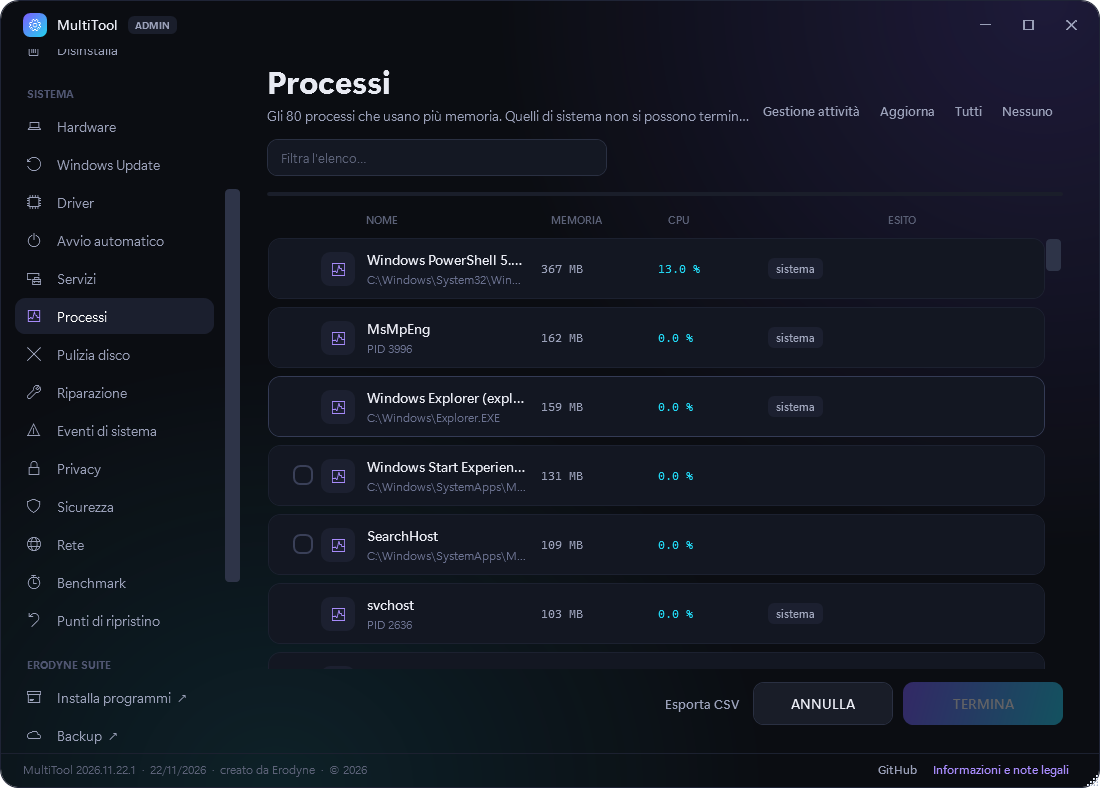 MultiTool ADMIN
Disinstalla
SISTEMA
Hardware
Windows Update
Driver
Avvio automatico
Servizi
Processi
Pulizia disco
Riparazione
Eventi di sistema
Privacy
Sicurezza
Rete
Benchmark
Punti di ripristino
ERODYNE SUITE
Installa programmi ↗
Backup ↗
Processi
Gli 80 processi che usano più memoria. Quelli di sistema non si possono termin...
Gestione attività Aggiorna Tutti Nessuno
Filtra l'elenco...
NOME MEMORIA CPU ESITO
Windows PowerShell 5.... 367 MB 13.0 % sistema
C:\Windows\System32\Win...
MsMpEng 162 MB 0.0 % sistema
PID 3996
Windows Explorer (expl... 159 MB 0.0 % sistema
C:\Windows\Explorer.EXE
Windows Start Experien... 131 MB 0.0 %
C:\Windows\SystemApps\M...
SearchHost 109 MB 0.0 %
C:\Windows\SystemApps\M...
svchost 103 MB 0.0 % sistema
PID 2636
Esporta CSV ANNULLA TERMINA
MultiTool 2026.11.22.1 · 22/11/2026 · creato da Erodyne · © 2026
GitHub Informazioni e note legali